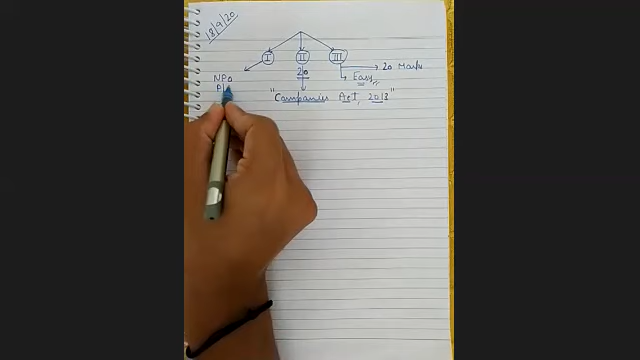 18/9/20
I II III
20 Marks
Easy
NPO 20
P
"Companies Act, 2013"